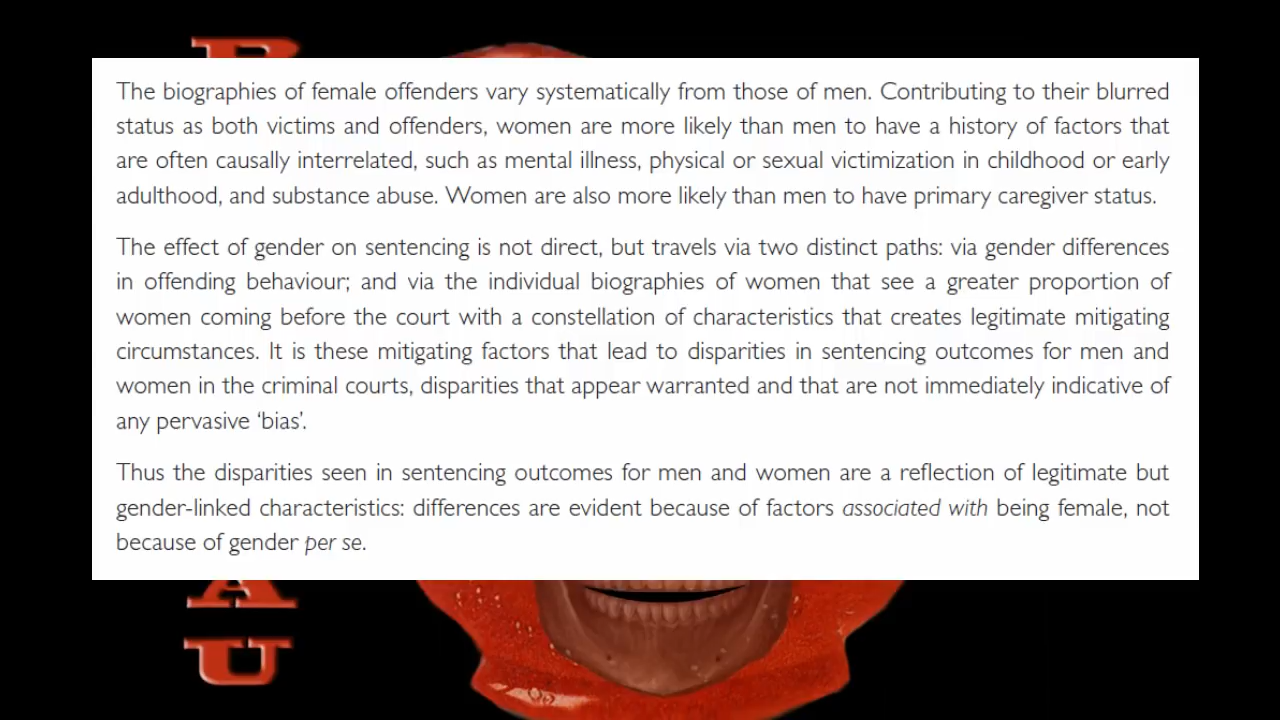 The biographies of female offenders vary systematically from those of men. Contributing to their blurred
status as both victims and offenders, women are more likely than men to have a history of factors that
are often causally interrelated, such as mental illness, physical or sexual victimization in childhood or early
adulthood, and substance abuse. Women are also more likely than men to have primary caregiver status.
The effect of gender on sentencing is not direct, but travels via two distinct paths: via gender differences
in offending behaviour; and via the individual biographies of women that see a greater proportion of
women coming before the court with a constellation of characteristics that creates legitimate mitigating
circumstances. It is these mitigating factors that lead to disparities in sentencing outcomes for men and
women in the criminal courts, disparities that appear warranted and that are not immediately indicative of
any pervasive ‘bias’.
Thus the disparities seen in sentencing outcomes for men and women are a reflection of legitimate but
gender-linked characteristics: differences are evident because of factors associated with being female, not
because of gender per se.
U